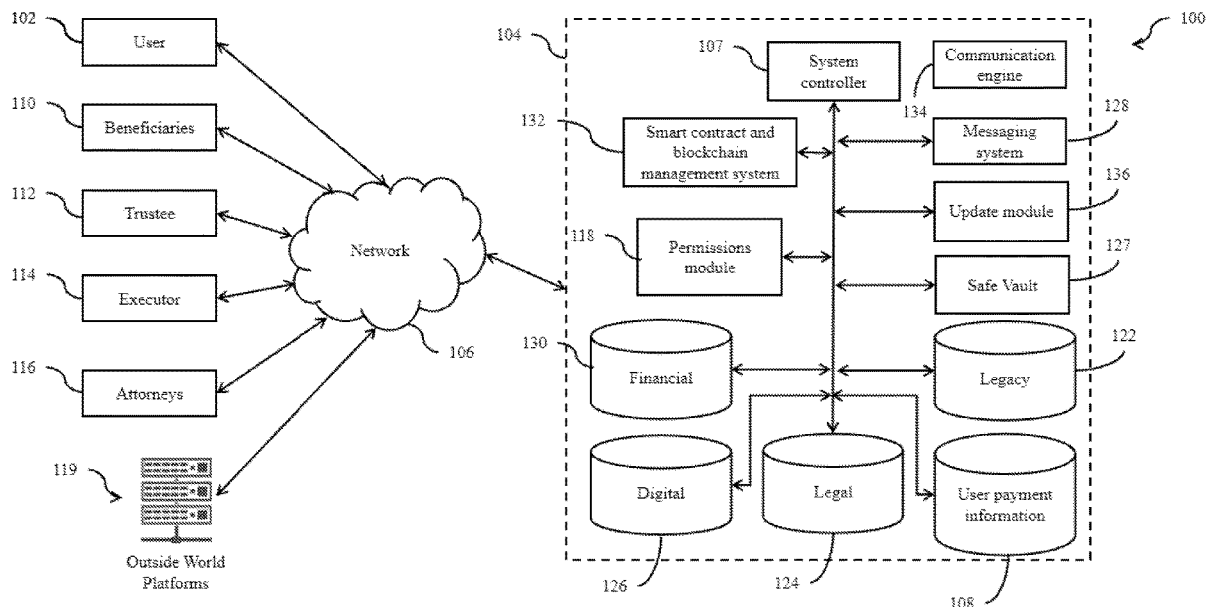 102
User
110
Beneficiaries
112
Trustee
114
Executor
116
Attorneys
119
Outside World
Platforms
Network
106
100
104
107
System
controller
Communication
engine
134
132
Smart contract and
blockchain
management system
128
Messaging
system
136
Update module
118
Permissions
module
127
Safe Vault
130
Financial
122
Legacy
Digital
126
Legal
124
User payment
information
108